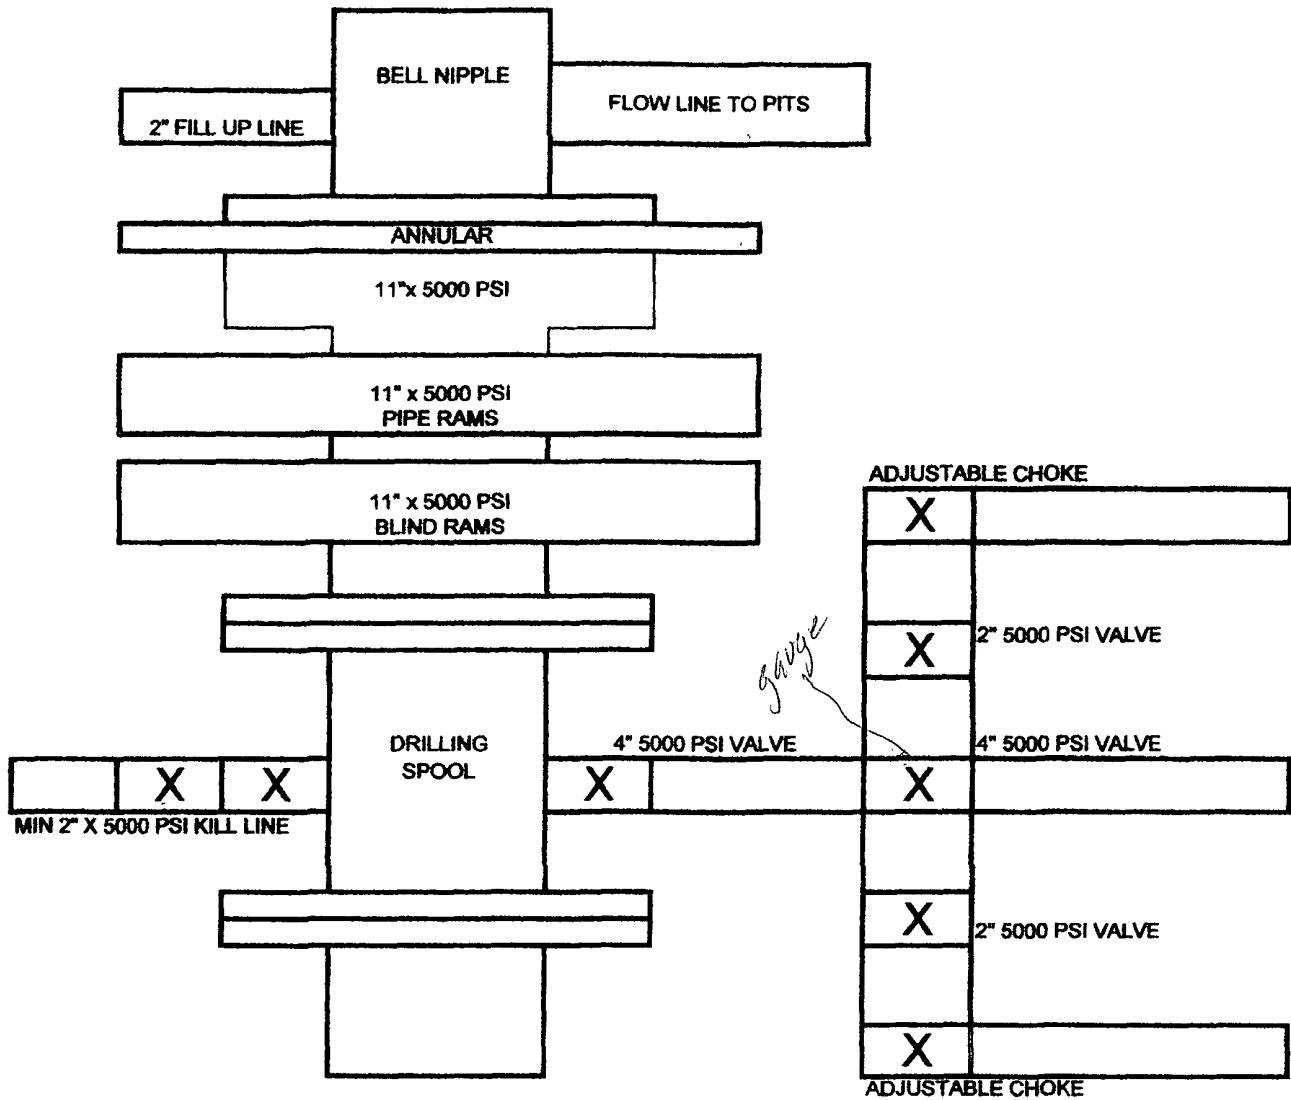 BELL NIPPLE
FLOW LINE TO PITS
2" FILL UP LINE
ANNULAR
11"x 5000 PSI
11" x 5000 PSI
PIPE RAMS
11" x 5000 PSI
BLIND RAMS
ADJUSTABLE CHOKE
X
gauge
X
2" 5000 PSI VALVE
DRILLING
SPOOL
4" 5000 PSI VALVE
4" 5000 PSI VALVE
X
X
X
X
MIN 2" X 5000 PSI KILL LINE
X
2" 5000 PSI VALVE
X
ADJUSTABLE CHOKE